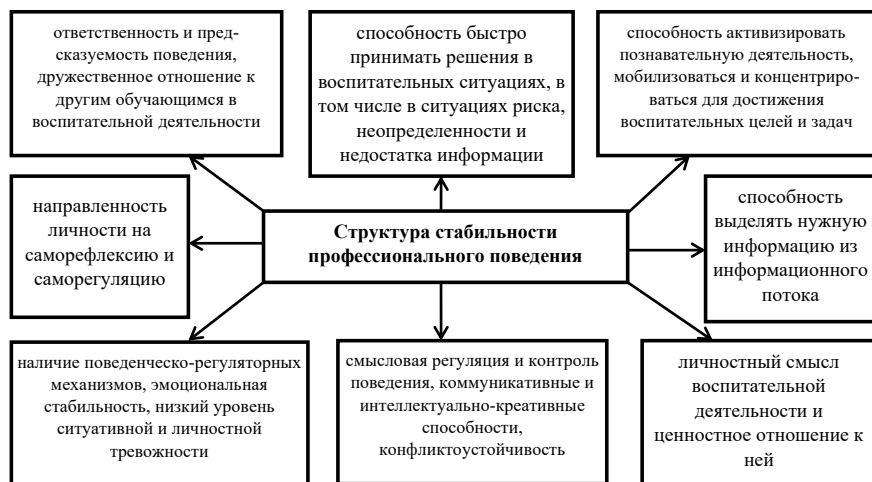 ответственность и пред-
сказуемость поведения,
дружественное отношение к
другим обучающимся в
воспитательной деятельности
способность быстро
принимать решения в
воспитательных ситуациях, в
том числе в ситуациях риска,
неопределенности и
недостатка информации
способность активизировать
познавательную деятельность,
мобилизоваться и концентриро-
ваться для достижения
воспитательных целей и задач
направленность
личности на
саморефлексию и
саморегуляцию
Структура стабильности
профессионального поведения
способность
выделять нужную
информацию из
информационного
потока
наличие поведенческо-регуляторных
механизмов, эмоциональная
стабильность, низкий уровень
ситуативной и личностной
тревожности
смысловая регуляция и контроль
поведения, коммуникативные и
интеллектуально-креативные
способности,
конфликтоустойчивость
личностный смысл
воспитательной
деятельности и
ценностное отношение к
ней